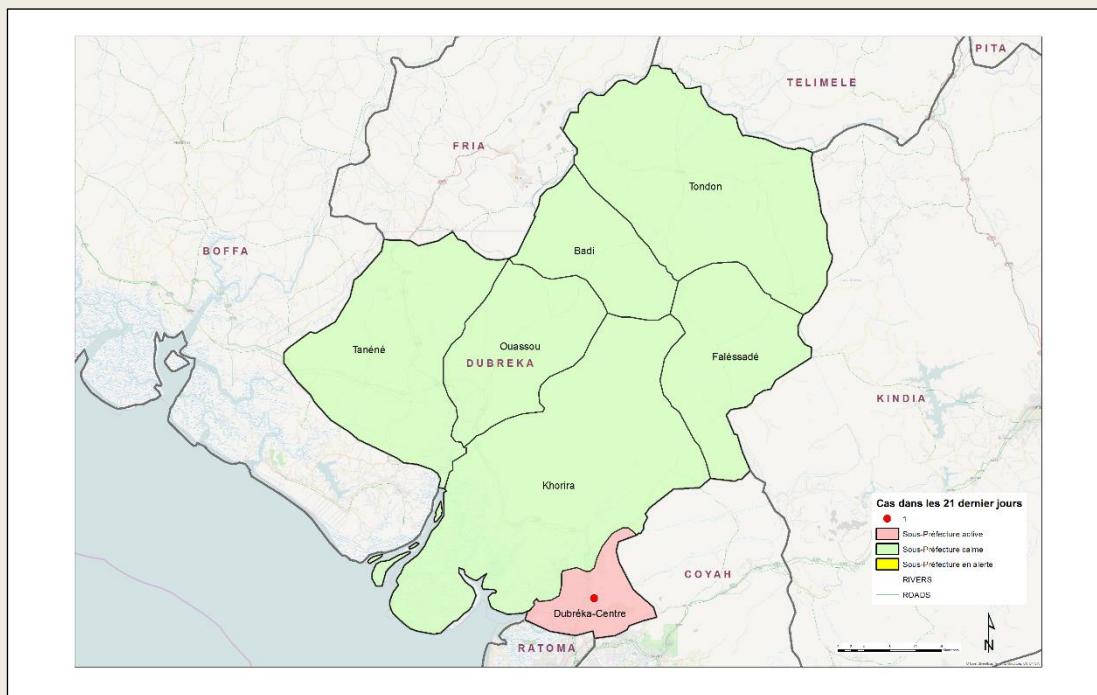 PITA
TELIMELE
FRIA
Tondon
BOFFA
Badi
Ouassou
Tanéné
DUBREKA
Faléssadé
KINDIA
Khorira
Cas dans les 21 dernier jours
1
Sous-Préfecture active
Sous-Préfecture calme
Sous-Préfecture en alerte
RIVERS
ROADS
COYAH
Dubréka-Centre
RATOMA
N